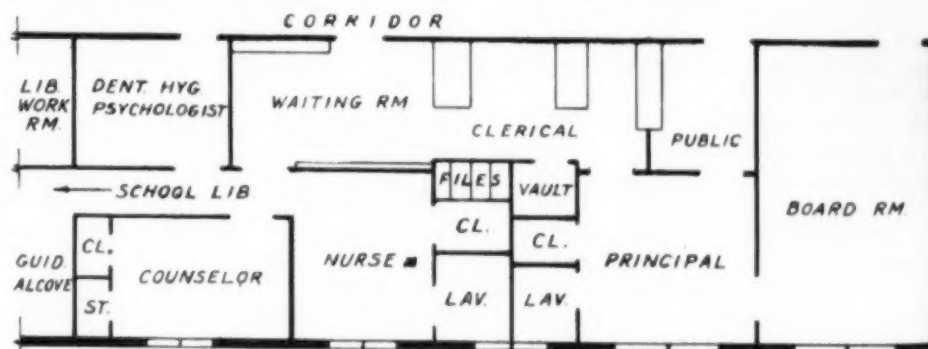 CORRIDOR
LIB.
WORK
RM.
DENT. HYG.
PSYCHOLOGIST
WAITING RM
CLERICAL
PUBLIC
FILES
VAULT
SCHOOL LIB
BOARD RM.
CL.
CL.
CL.
GUID.
ALCOVE
COUNSELOR
NURSE
PRINCIPAL
ST.
LAV.
LAV.